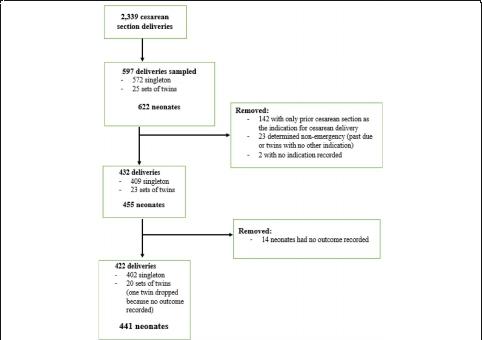 2,339 cesarean
section deliveries
597 deliveries sampled
- 572 singleton
- 25 sets of twins
622 neonates
Removed:
- 142 with only prior cesarean section as
the indication for cesarean delivery
- 23 determined non-emergency (past due
or twins with no other indication)
- 2 with no indication recorded
432 deliveries
- 409 singleton
- 23 sets of twins
455 neonates
Removed:
- 14 neonates had no outcome recorded
422 deliveries
- 402 singleton
- 20 sets of twins
(one twin dropped
because no outcome
recorded)
441 neonates